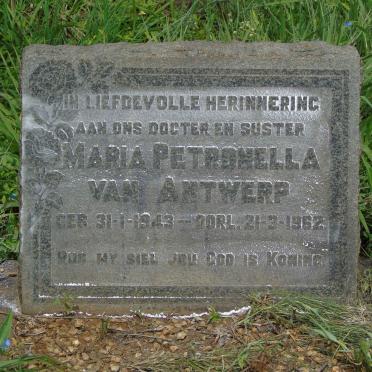 IN LIEFDEVOLLE HERINNERING
AAN ONS DOGTER EN SUSTER
MARIA PETRONELLA
VAN ANTWERP
GEB. 31-1-1943 – OORL. 21-3-1962
MY SIEL JOU GOD IS KONING